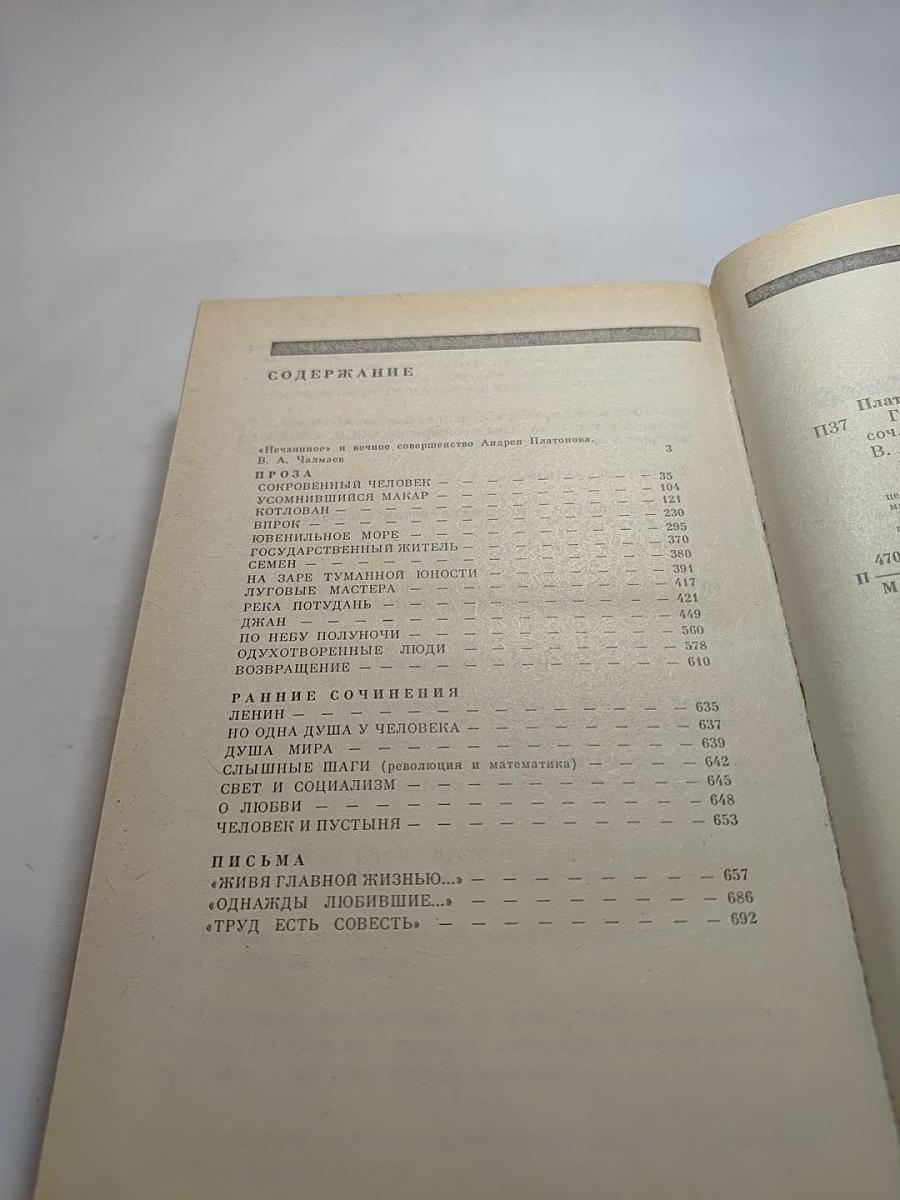 СОДЕРЖАНИЕ
«Нечаянное» и вечное совершенство Андрея Платонова.
В. А. Чалмаев 3
ПРОЗА
СОКРОВЕННЫЙ ЧЕЛОВЕК — 35
УСОМНИВШИЙСЯ МАКАР — 104
КОТЛОВАН — 121
ВПРОК — 230
ЮВЕНИЛЬНОЕ МОРЕ — 295
ГОСУДАРСТВЕННЫЙ ЖИТЕЛЬ — 370
СЕМЕН — 380
НА ЗАРЕ ТУМАННОЙ ЮНОСТИ — 391
ЛУГОВЫЕ МАСТЕРА — 417
РЕКА ПОТУДАНЬ — 421
ДЖАН — 449
ПО НЕБУ ПОЛУНОЧИ — 560
ОДУХОТВОРЕННЫЕ ЛЮДИ — 578
ВОЗВРАЩЕНИЕ — 610
РАННИЕ СОЧИНЕНИЯ
ЛЕНИН — 635
НО ОДНА ДУША У ЧЕЛОВЕКА — 637
ДУША МИРА — 639
СЛЫШНЫЕ ШАГИ (революция и математика) — 642
СВЕТ И СОЦИАЛИЗМ — 645
О ЛЮБВИ — 648
ЧЕЛОВЕК И ПУСТЫНЯ — 653
ПИСЬМА
«ЖИВЯ ГЛАВНОЙ ЖИЗНЬЮ...» — 657
«ОДНАЖДЫ ЛЮБИВШИЕ...» — 686
«ТРУД ЕСТЬ СОВЕСТЬ» — 692
Плат
П37 Г
соч.
В.
це
470
П
М